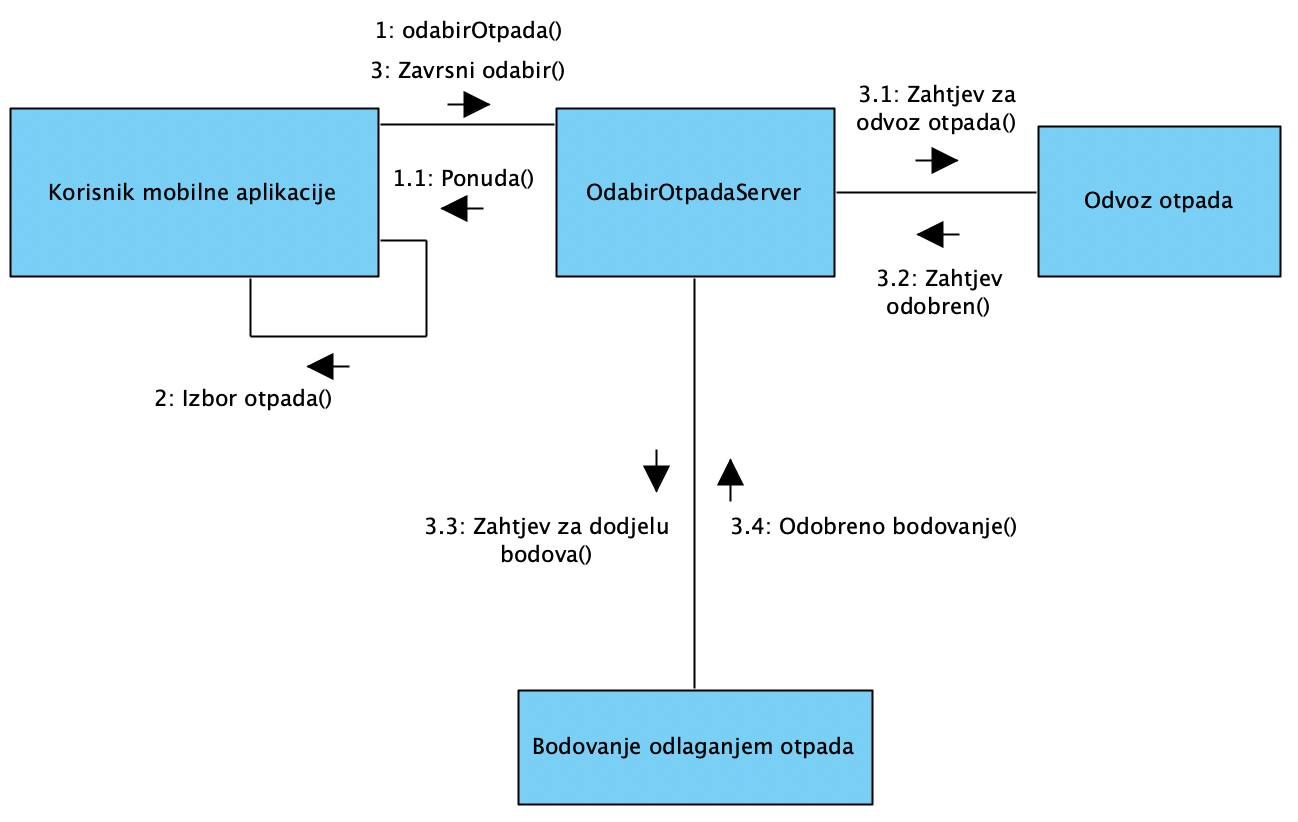 1: odabirOtpada()
3: Zavrsni odabir()
3.1: Zahtjev za
odvoz otpada()
Korisnik mobilne aplikacije
1.1: Ponuda()
OdabirOtpadaServer
Odvoz otpada
3.2: Zahtjev
odobren()
2: Izbor otpada()
3.3: Zahtjev za dodjelu
bodova()
3.4: Odobreno bodovanje()
Bodovanje odlaganjem otpada